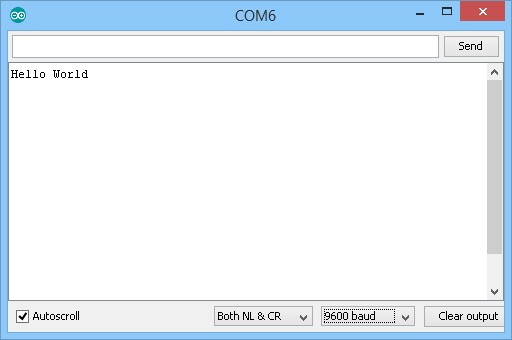 COM6
Send
Hello World
Autoscroll
Both NL & CR
9600 baud
Clear output